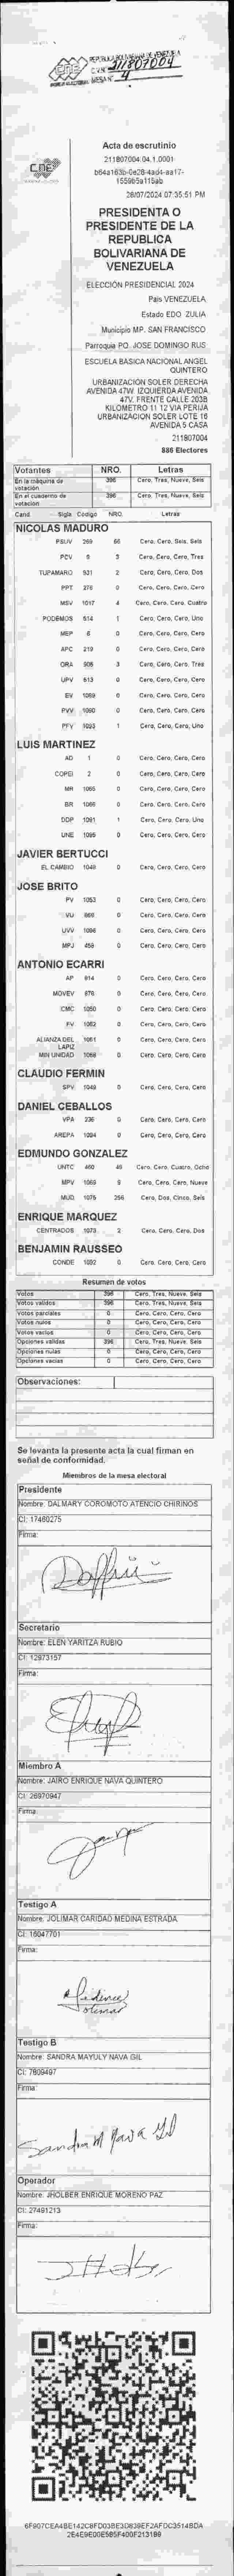 REPUBLICA BOLIVARIANA DE VENEZUELA
CNE
C.V.N° 211807004
PODER ELECTORAL MESA N° 4
CNE
Acta de escrutinio
211807004.04.1.0001
28/07/2024 07:35:51 PM
PRESIDENTA O
PRESIDENTE DE LA
REPUBLICA
BOLIVARIANA DE
VENEZUELA
ELECCIÓN PRESIDENCIAL 2024
Pais VENEZUELA
Estado EDO. ZULIA
Municipio MP. SAN FRANCISCO
Parroquia PQ. JOSE DOMINGO RUS
ESCUELA BASICA NACIONAL ANGEL
QUINTERO
URBANIZACIÓN SOLER DERECHA
AVENIDA 47W. IZQUIERDA AVENIDA
47V. FRENTE CALLE 203B
KILOMETRO 11 12 VIA PERIJA
URBANIZACION SOLER LOTE 16
AVENIDA 5 CASA
211807004
886 Electores
Votantes NRO. Letras
En la máquina de votación 396 Cero, Tres, Nueve, Seis
En el cuaderno de votación 396 Cero, Tres, Nueve, Seis
Cand Sigla Codigo NRO. Letras
NICOLAS MADURO
PSUV 269 66 Cero, Cero, Seis, Seis
PCV 5 3 Cero, Cero, Cero, Tres
TUPAMARO 531 2 Cero, Cero, Cero, Dos
PPT 276 0 Cero, Cero, Cero, Cero
MSV 1017 4 Cero, Cero, Cero, Cuatro
PODEMOS 514 1 Cero, Cero, Cero, Uno
MEP 6 0 Cero, Cero, Cero, Cero
APC 219 0 Cero, Cero, Cero, Cero
ORA 906 3 Cero, Cero, Cero, Tres
UPV 613 0 Cero, Cero, Cero, Cero
EV 1089 0 Cero, Cero, Cero, Cero
PVV 1090 0 Cero, Cero, Cero, Cero
PFV 1093 1 Cero, Cero, Cero, Uno
LUIS MARTINEZ
AD 1 0 Cero, Cero, Cero, Cero
COPEI 2 0 Cero, Cero, Cero, Cero
MR 1065 0 Cero, Cero, Cero, Cero
BR 1066 0 Cero, Cero, Cero, Cero
DDP 1091 1 Cero, Cero, Cero, Uno
UNE 1095 0 Cero, Cero, Cero, Cero
JAVIER BERTUCCI
EL CAMBIO 1049 0 Cero, Cero, Cero, Cero
JOSE BRITO
PV 1053 0 Cero, Cero, Cero, Cero
VU 866 0 Cero, Cero, Cero, Cero
UVV 1096 0 Cero, Cero, Cero, Cero
MPJ 458 0 Cero, Cero, Cero, Cero
ANTONIO ECARRI
AP 914 0 Cero, Cero, Cero, Cero
MOVEV 976 0 Cero, Cero, Cero, Cero
CMC 1050 0 Cero, Cero, Cero, Cero
FV 1062 0 Cero, Cero, Cero, Cero
ALIANZA DEL LAPIZ 1061 0 Cero, Cero, Cero, Cero
MIN UNIDAD 1068 0 Cero, Cero, Cero, Cero
CLAUDIO FERMIN
SPV 1048 0 Cero, Cero, Cero, Cero
DANIEL CEBALLOS
VPA 236 0 Cero, Cero, Cero, Cero
AREPA 1094 0 Cero, Cero, Cero, Cero
EDMUNDO GONZALEZ
UNTC 460 48 Cero, Cero, Cuatro, Ocho
MPV 1069 9 Cero, Cero, Cero, Nueve
MUD 1075 256 Cero, Dos, Cinco, Seis
ENRIQUE MARQUEZ
CENTRADOS 1073 2 Cero, Cero, Cero, Dos
BENJAMIN RAUSSEO
CONDE 1092 0 Cero, Cero, Cero, Cero
Resumen de votos
Votos 396 Cero, Tres, Nueve, Seis
Votos validos 396 Cero, Tres, Nueve, Seis
Votos parciales 0 Cero, Cero, Cero, Cero
Votos nulos 0 Cero, Cero, Cero, Cero
Votos vacios 0 Cero, Cero, Cero, Cero
Opciones validas 396 Cero, Tres, Nueve, Seis
Opciones nulas 0 Cero, Cero, Cero, Cero
Opciones vacias 0 Cero, Cero, Cero, Cero
Observaciones:
Se levanta la presente acta la cual firman en
señal de conformidad.
Miembros de la mesa electoral
Presidente
Nombre: DALMARY COROMOTO ATENCIO CHIRINOS
CI: 17460275
Firma:
Secretario
Nombre: ELEN YARITZA RUBIO
CI: 12973157
Firma:
Miembro A
Nombre: JAIRO ENRIQUE NAVA QUINTERO
CI: 26970947
Firma:
Testigo A
Nombre: JOLIMAR CARIDAD MEDINA ESTRADA
CI: 16047701
Firma:
Medina
Jolimar
Testigo B
Nombre: SANDRA MAYULY NAVA GIL
CI: 7809497
Firma:
Sandra M Nava Gil
Operador
Nombre: JHOLBER ENRIQUE MORENO PAZ
CI: 27491213
Firma: